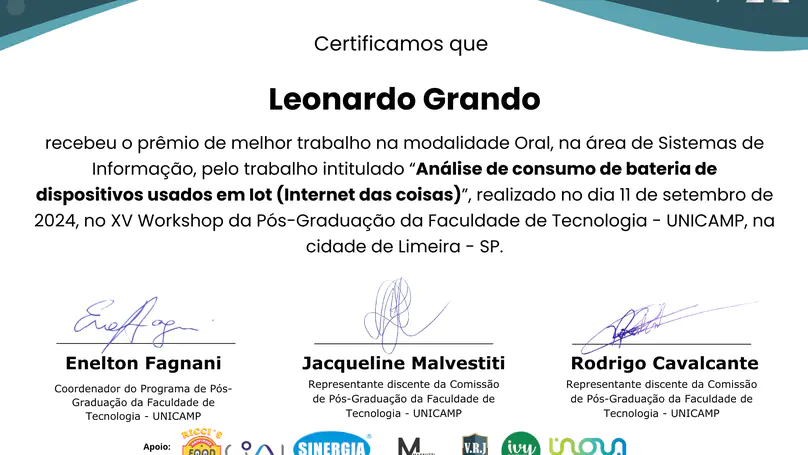 Certificamos que
Leonardo Grando
recebeu o prêmio de melhor trabalho na modalidade Oral, na área de Sistemas de
Informação, pelo trabalho intitulado “Análise de consumo de bateria de
dispositivos usados em Iot (Internet das coisas)”, realizado no dia 11 de setembro de
2024, no XV Workshop da Pós-Graduação da Faculdade de Tecnologia - UNICAMP, na
cidade de Limeira - SP.
Enelton Fagnani
Coordenador do Programa de Pós-
Graduação da Faculdade de
Tecnologia - UNICAMP
Jacqueline Malvestiti
Representante discente da Comissão
de Pós-Graduação da Faculdade de
Tecnologia - UNICAMP
Rodrigo Cavalcante
Representante discente da Comissão
de Pós-Graduação da Faculdade de
Tecnologia - UNICAMP
Apoio:
RICCI'S
FOOD
SINERGIA
M
V.R.J
ivy
inova